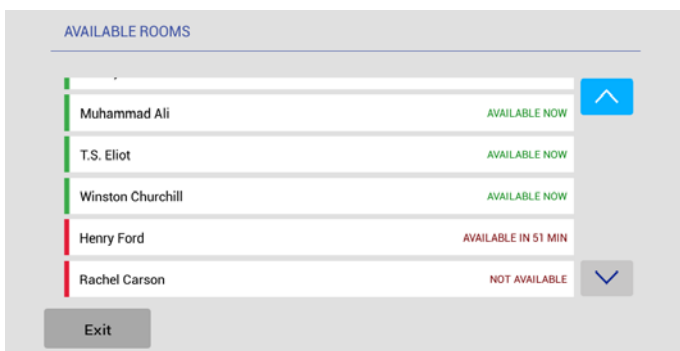 AVAILABLE ROOMS
Muhammad Ali AVAILABLE NOW
T.S. Eliot AVAILABLE NOW
Winston Churchill AVAILABLE NOW
Henry Ford AVAILABLE IN 51 MIN
Rachel Carson NOT AVAILABLE
Exit